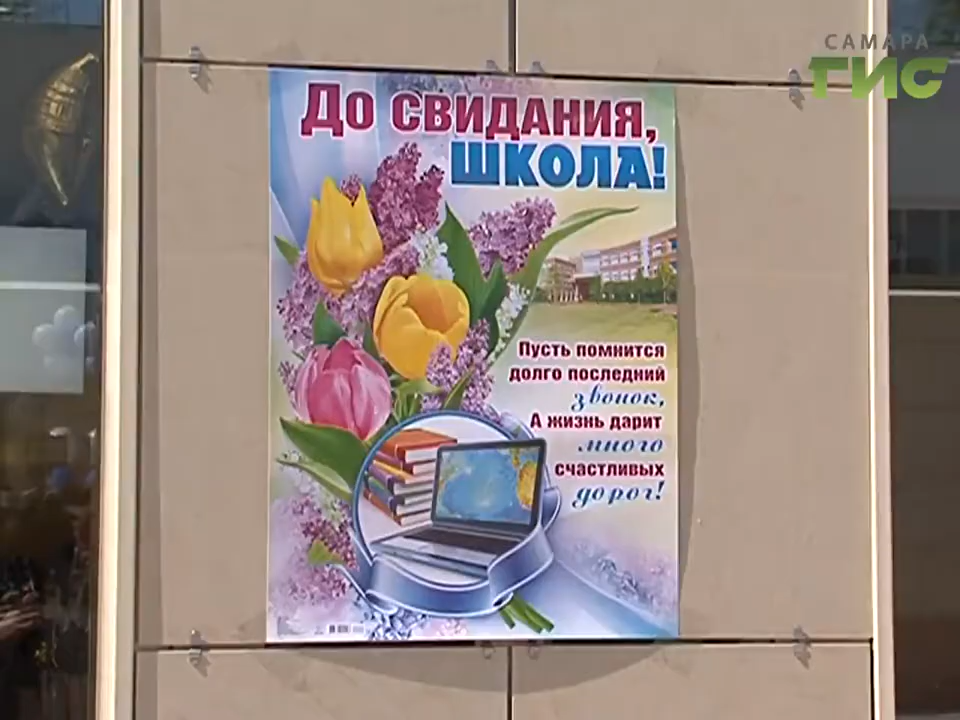 САМАРА
ГИС
До свидания,
школа!
Пусть помнится
долго последний
звонок,
А жизнь дарит
много
счастливых
дорог!